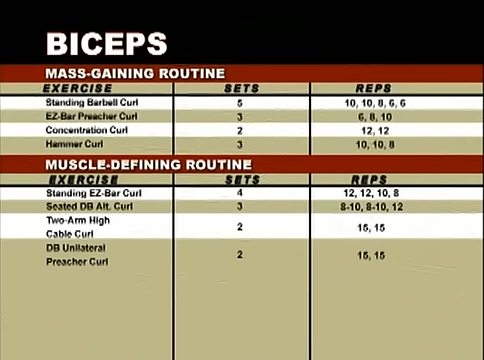 BICEPS
MASS-GAINING ROUTINE
EXERCISE SETS REPS
Standing Barbell Curl 5 10, 10, 8, 6, 6
EZ-Bar Preacher Curl 3 6, 8, 10
Concentration Curl 2 12, 12
Hammer Curl 3 10, 10, 8
MUSCLE-DEFINING ROUTINE
EXERCISE SETS REPS
Standing EZ-Bar Curl 4 12, 12, 10, 8
Seated DB Alt. Curl 3 8-10, 8-10, 12
Two-Arm High
Cable Curl 2 15, 15
DB Unilateral
Preacher Curl 2 15, 15